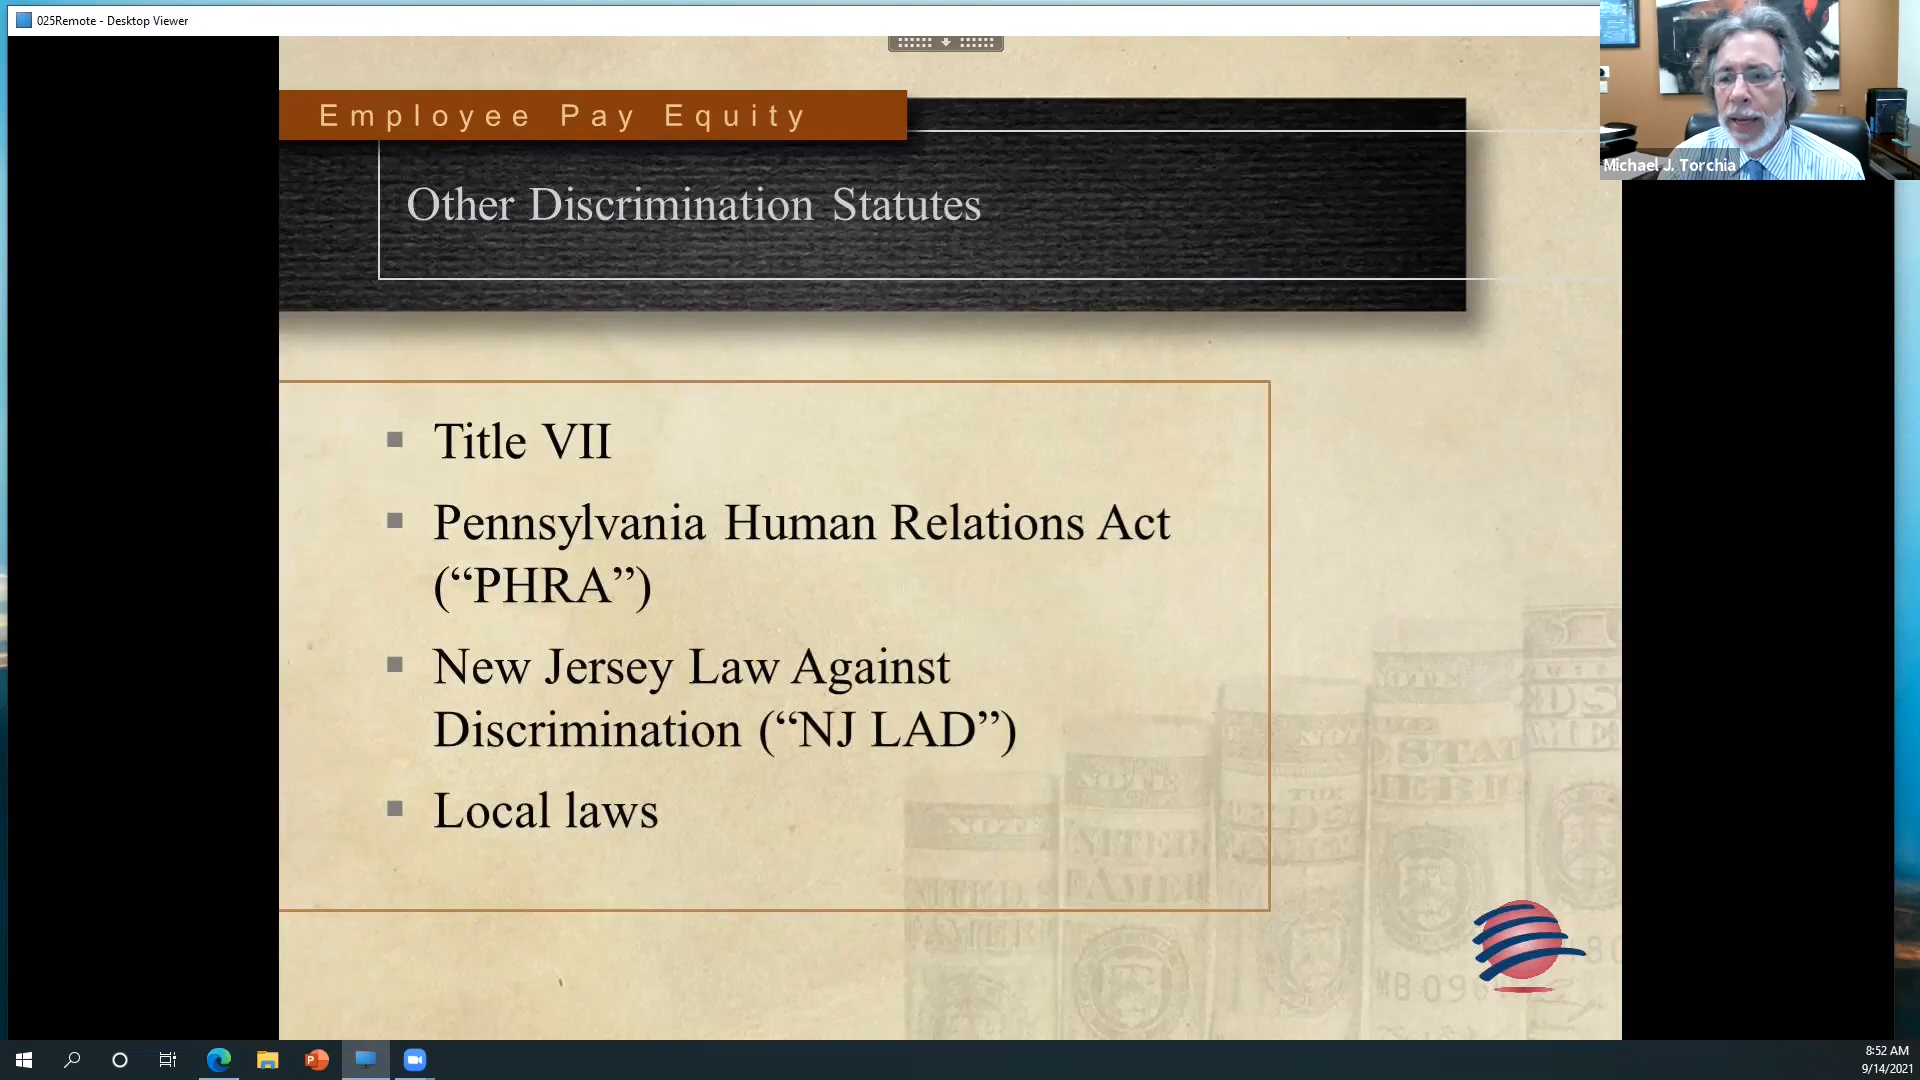 025Remote - Desktop Viewer
Employee Pay Equity
Michael J. Torchia
Other Discrimination Statutes
Title VII
Pennsylvania Human Relations Act
(“PHRA”)
New Jersey Law Against
Discrimination (“NJ LAD”)
Local laws
8:52 AM
9/14/2021